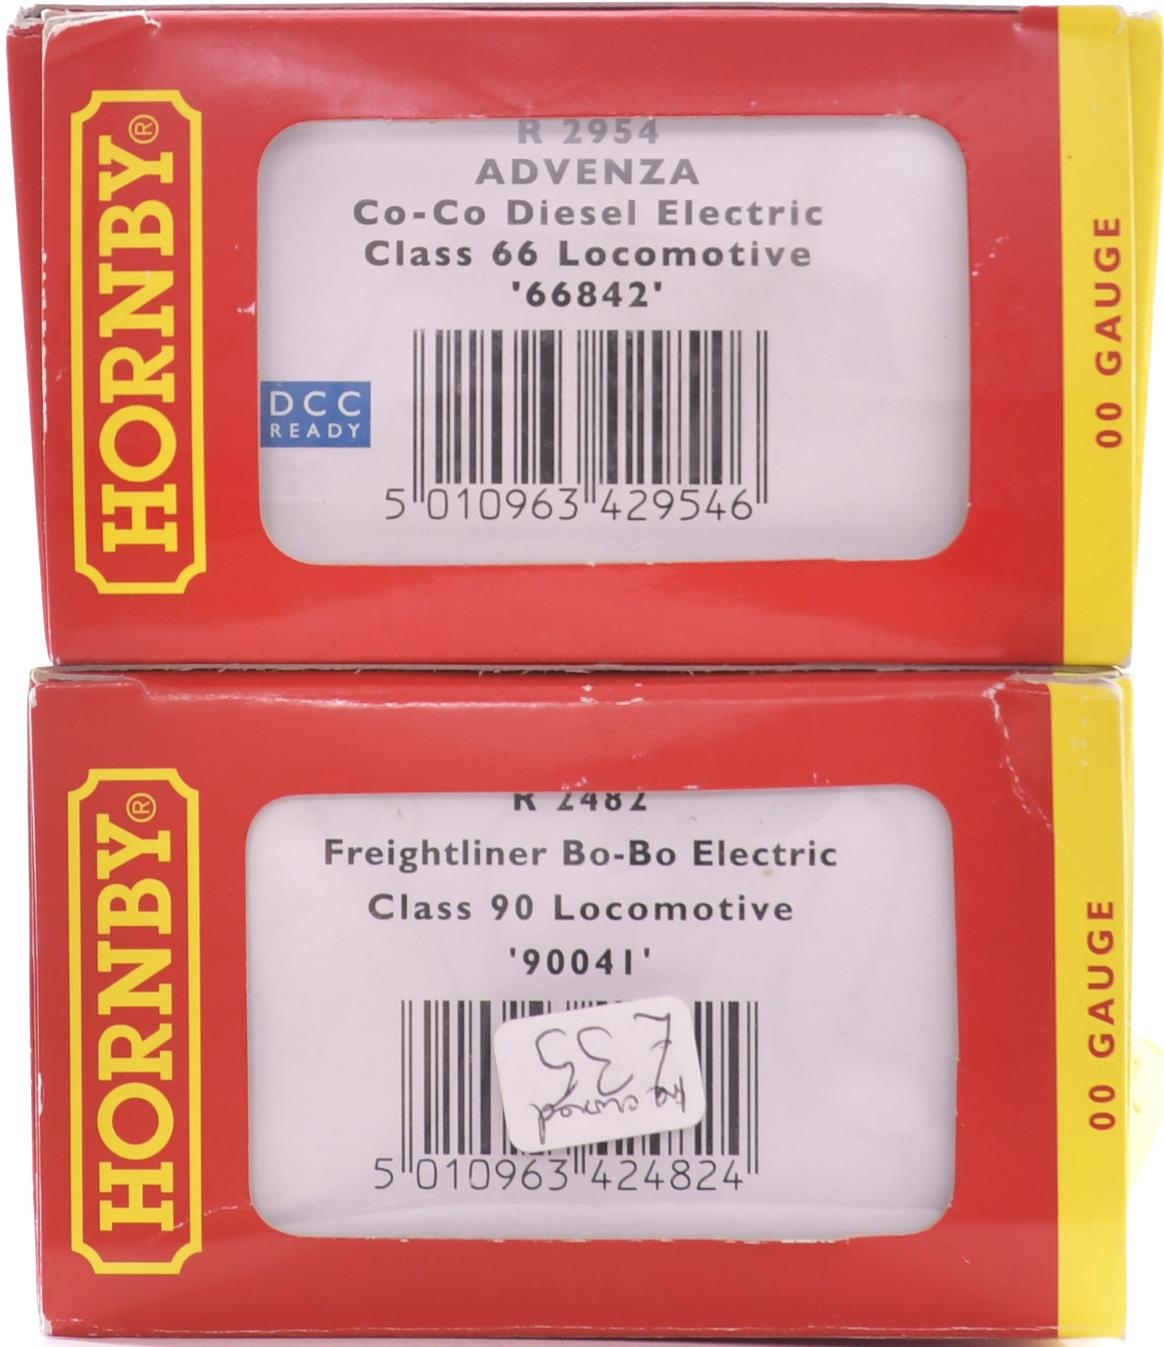 HORNBY®
R 2954
ADVENZA
Co-Co Diesel Electric
Class 66 Locomotive
'66842'
DCC
READY
5 010963 429546
00 GAUGE
HORNBY®
R 2482
Freightliner Bo-Bo Electric
Class 90 Locomotive
'90041'
£35
5 010963 424824
00 GAUGE